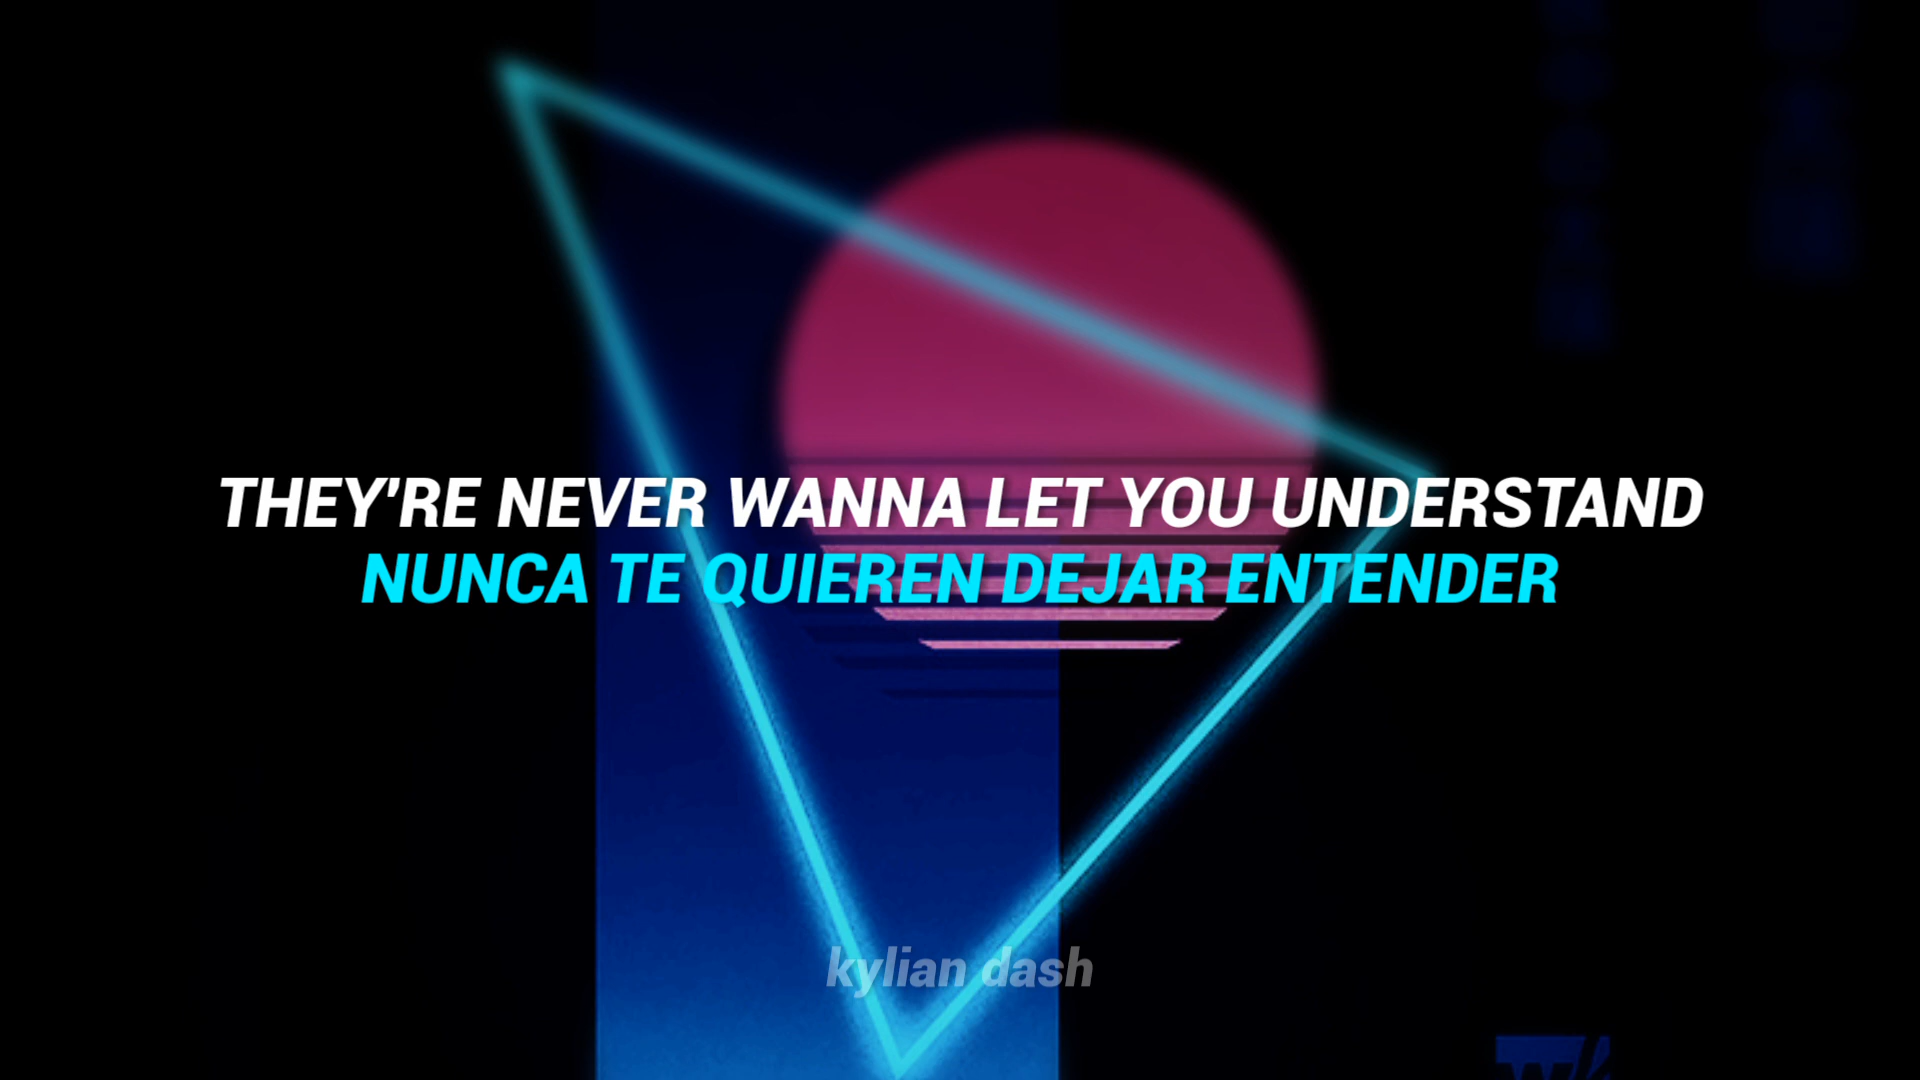 THEY'RE NEVER WANNA LET YOU UNDERSTAND
NUNCA TE QUIEREN DEJAR ENTENDER
kylian dash